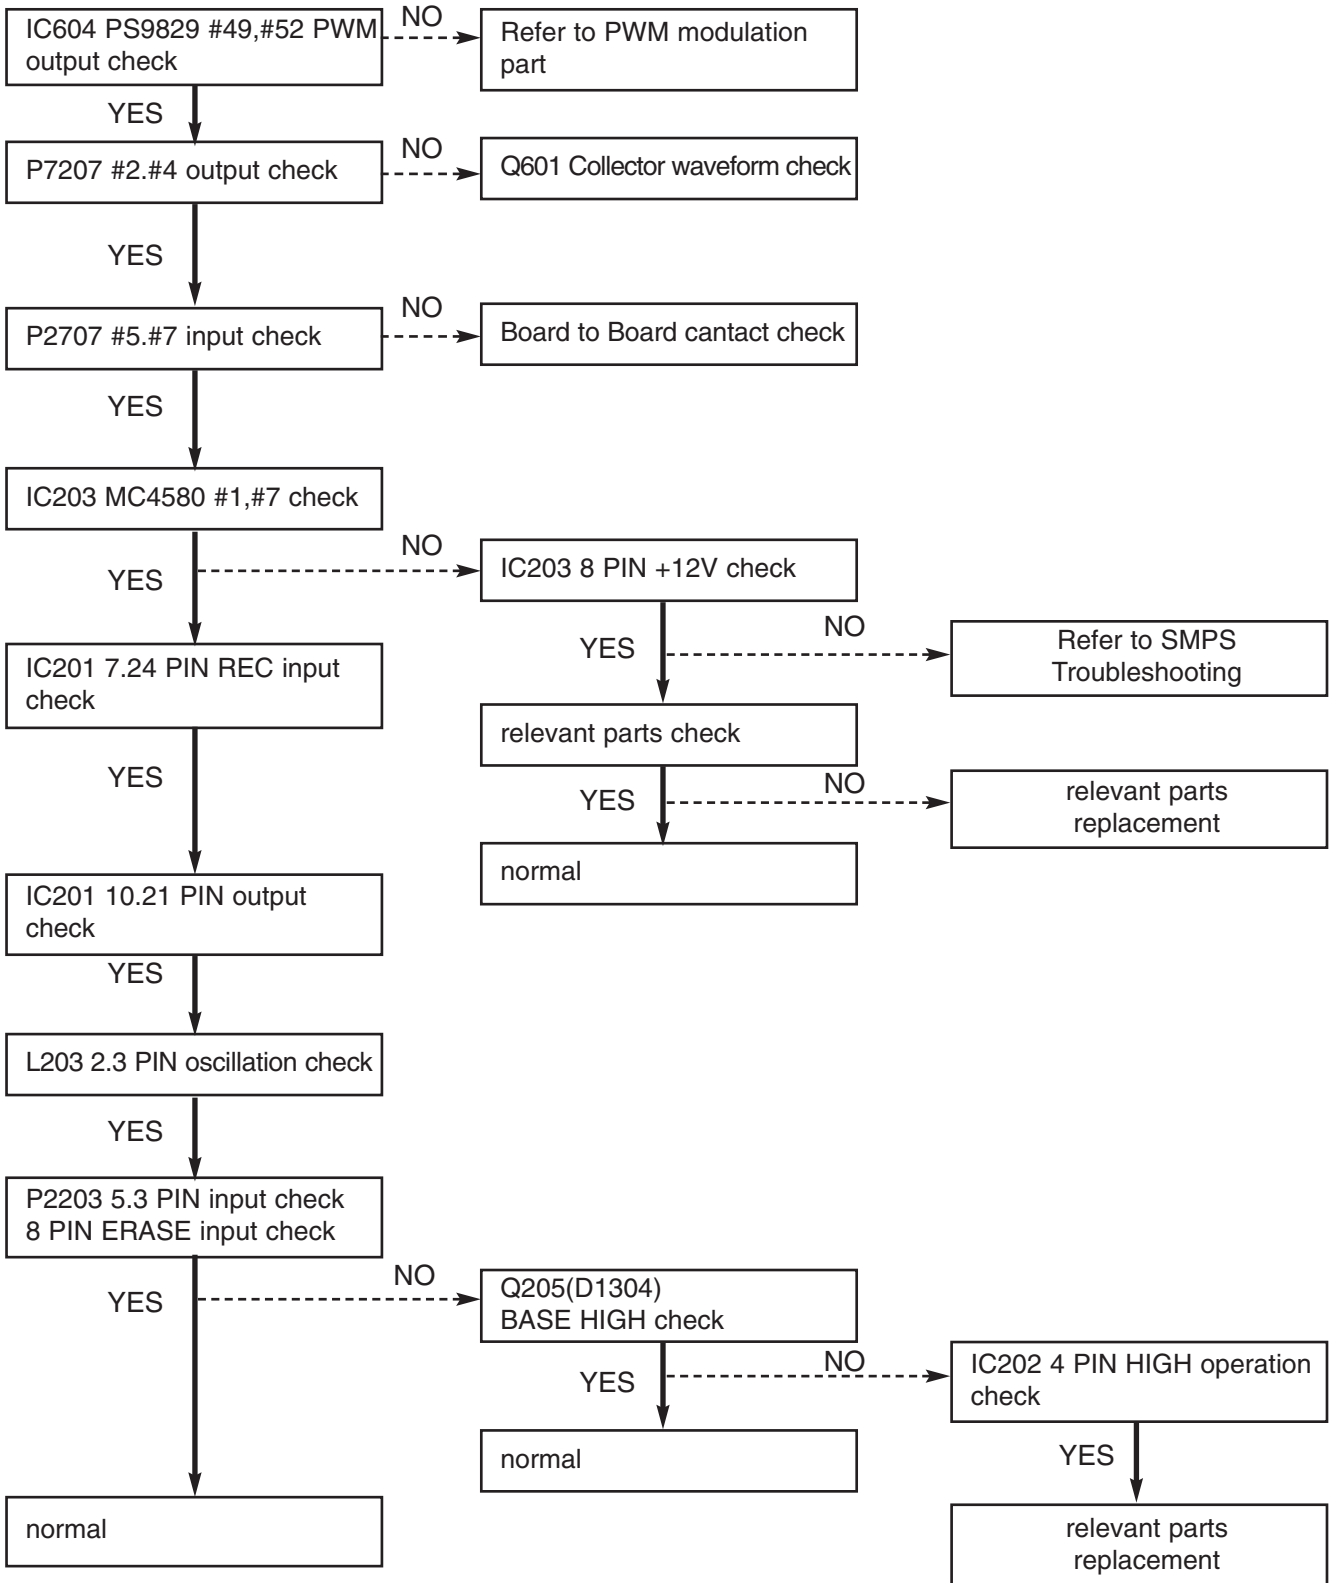 IC604 PS9829 #49,#52 PWM
output check
NO
Refer to PWM modulation
part
YES
P7207 #2.#4 output check
NO
Q601 Collector waveform check
YES
P2707 #5.#7 input check
NO
Board to Board cantact check
YES
IC203 MC4580 #1,#7 check
YES
NO
IC203 8 PIN +12V check
YES
NO
Refer to SMPS
Troubleshooting
IC201 7.24 PIN REC input
check
relevant parts check
YES
YES
NO
relevant parts
replacement
normal
IC201 10.21 PIN output
check
YES
L203 2.3 PIN oscillation check
YES
P2203 5.3 PIN input check
8 PIN ERASE input check
YES
NO
Q205(D1304)
BASE HIGH check
YES
NO
IC202 4 PIN HIGH operation
check
normal
YES
normal
relevant parts
replacement